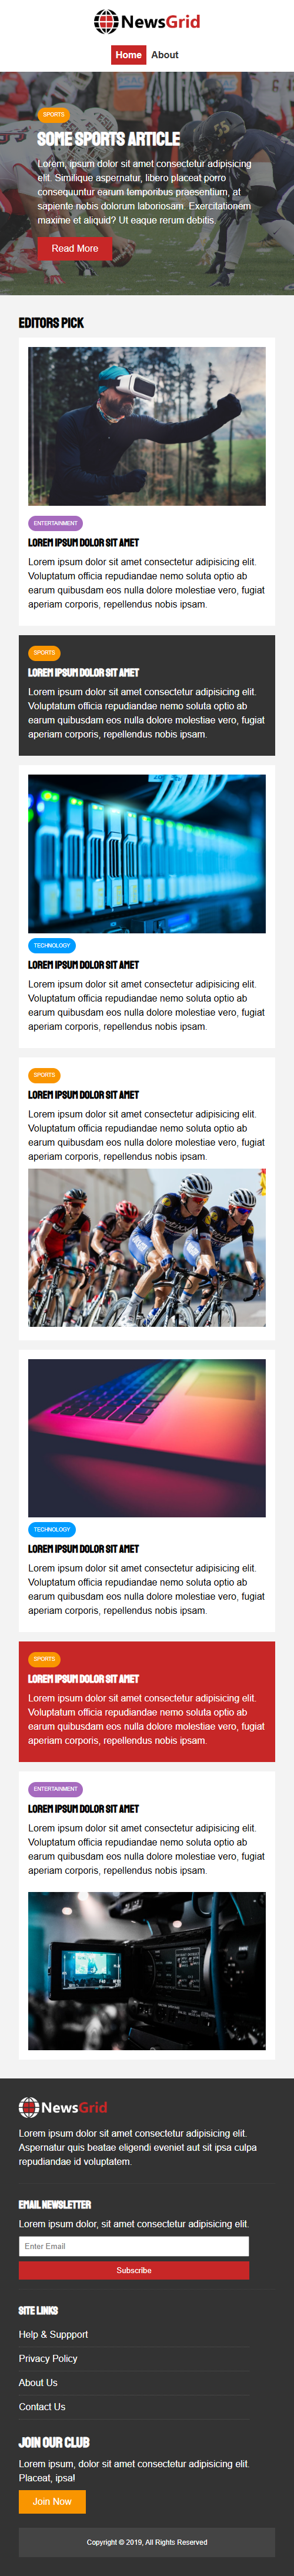 NewsGrid
Home About
SPORTS
SOME SPORTS ARTICLE
Lorem, ipsum dolor sit amet consectetur adipisicing
elit. Similique aspernatur, libero placeat porro
consequuntur earum temporibus praesentium, at
sapiente nobis dolorum laboriosam. Exercitationem
maxime et aliquid? Ut eaque rerum debitis.
Read More
EDITORS PICK
ENTERTAINMENT
LOREM IPSUM DOLOR SIT AMET
Lorem ipsum dolor sit amet consectetur adipisicing elit.
Voluptatum officia repudiandae nemo soluta optio ab
earum quibusdam eos nulla dolore molestiae vero, fugiat
aperiam corporis, repellendus nobis ipsam.
SPORTS
LOREM IPSUM DOLOR SIT AMET
Lorem ipsum dolor sit amet consectetur adipisicing elit.
Voluptatum officia repudiandae nemo soluta optio ab
earum quibusdam eos nulla dolore molestiae vero, fugiat
aperiam corporis, repellendus nobis ipsam.
TECHNOLOGY
LOREM IPSUM DOLOR SIT AMET
Lorem ipsum dolor sit amet consectetur adipisicing elit.
Voluptatum officia repudiandae nemo soluta optio ab
earum quibusdam eos nulla dolore molestiae vero, fugiat
aperiam corporis, repellendus nobis ipsam.
SPORTS
LOREM IPSUM DOLOR SIT AMET
Lorem ipsum dolor sit amet consectetur adipisicing elit.
Voluptatum officia repudiandae nemo soluta optio ab
earum quibusdam eos nulla dolore molestiae vero, fugiat
aperiam corporis, repellendus nobis ipsam.
TECHNOLOGY
LOREM IPSUM DOLOR SIT AMET
Lorem ipsum dolor sit amet consectetur adipisicing elit.
Voluptatum officia repudiandae nemo soluta optio ab
earum quibusdam eos nulla dolore molestiae vero, fugiat
aperiam corporis, repellendus nobis ipsam.
SPORTS
LOREM IPSUM DOLOR SIT AMET
Lorem ipsum dolor sit amet consectetur adipisicing elit.
Voluptatum officia repudiandae nemo soluta optio ab
earum quibusdam eos nulla dolore molestiae vero, fugiat
aperiam corporis, repellendus nobis ipsam.
ENTERTAINMENT
LOREM IPSUM DOLOR SIT AMET
Lorem ipsum dolor sit amet consectetur adipisicing elit.
Voluptatum officia repudiandae nemo soluta optio ab
earum quibusdam eos nulla dolore molestiae vero, fugiat
aperiam corporis, repellendus nobis ipsam.
NewsGrid
Lorem ipsum dolor sit amet consectetur adipisicing elit.
Aspernatur quis beatae eligendi eveniet aut sit ipsa culpa
repudiandae id voluptatem.
EMAIL NEWSLETTER
Lorem ipsum dolor, sit amet consectetur adipisicing elit.
Enter Email
Subscribe
SITE LINKS
Help & Suppport
Privacy Policy
About Us
Contact Us
JOIN OUR CLUB
Lorem ipsum, dolor sit amet consectetur adipisicing elit.
Placeat, ipsa!
Join Now
Copyright © 2019, All Rights Reserved